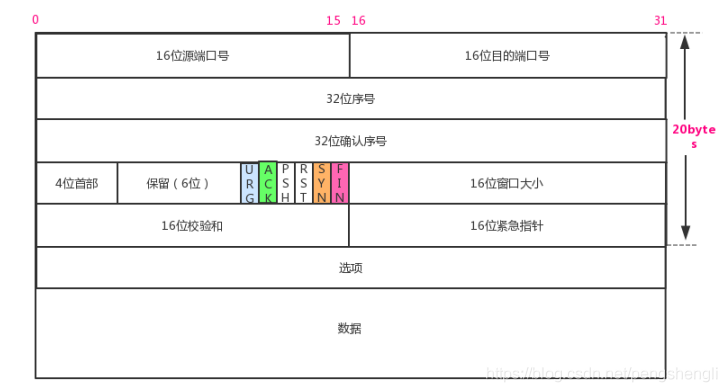 0 15 16 31
16位源端口号 16位目的端口号
32位序号
20bytes
32位确认序号
4位首部 保留（6位） URG ACK PSH RST SYN FIN 16位窗口大小
16位校验和 16位紧急指针
选项
数据
https://blog.csdn.net/pengshengli